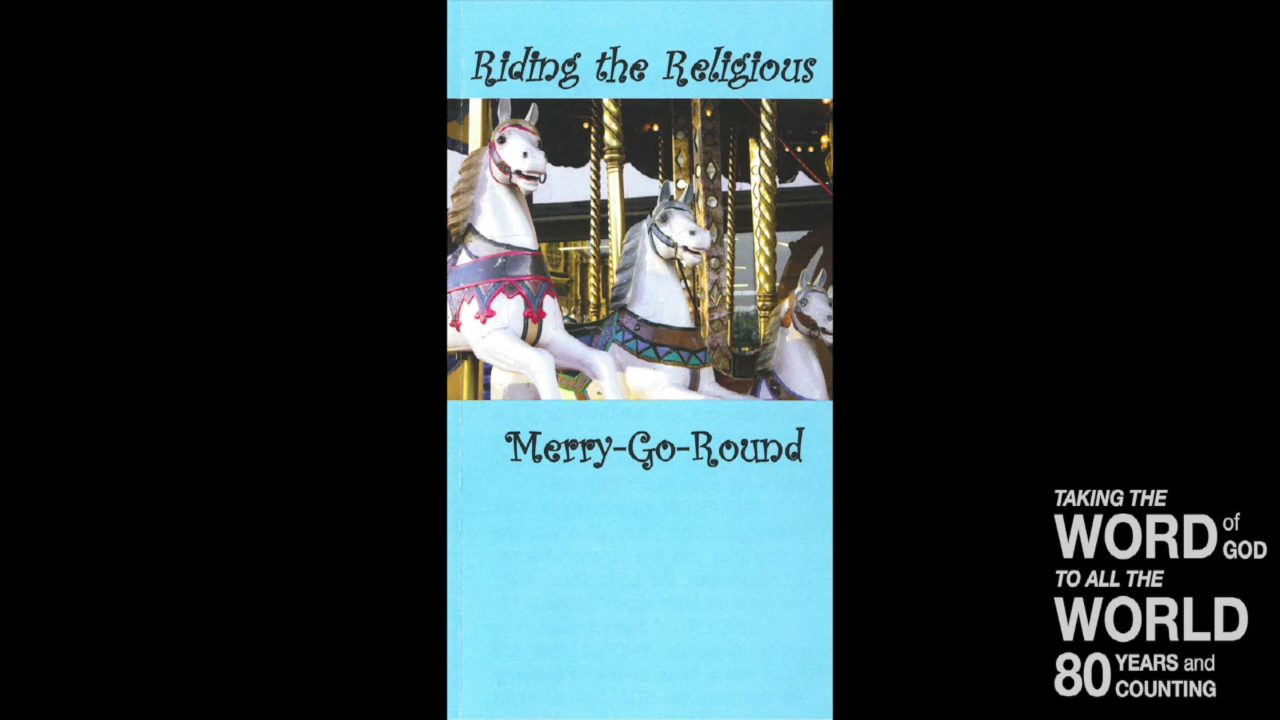 Riding the Religious
Merry-Go-Round
TAKING THE
WORD of GOD
TO ALL THE
WORLD
80 YEARS and
COUNTING